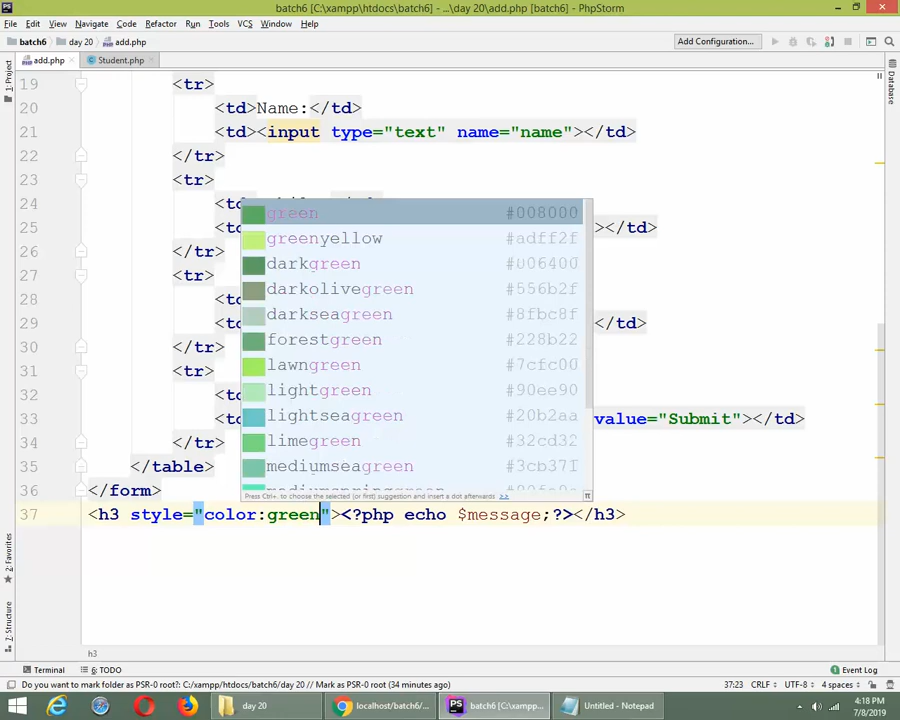 batch6 [C:\xampp\htdocs\batch6] - ...\day 20\add.php [batch6] - PhpStorm
File Edit View Navigate Code Refactor Run Tools VCS Window Help
batch6 day 20 add.php Add Configuration...
add.php Student.php
1: Project
Database
19 <tr>
20 <td>Name:</td>
21 <td><input type="text" name="name"></td>
22 </tr>
23 <tr>
24 <td
25 <td ></td>
26 </tr>
27 <tr>
28 <td
29 <td </td>
30 </tr>
31 <tr>
32 <td
33 <td value="Submit"></td>
34 </tr>
35 </table>
36 </form>
37 <h3 style="color:green"><?php echo $message;?></h3>
green #008000
greenyellow #adff2f
darkgreen #006400
darkolivegreen #556b2f
darkseagreen #8fbc8f
forestgreen #228b22
lawngreen #7cfc00
lightgreen #90ee90
lightseagreen #20b2aa
limegreen #32cd32
mediumseagreen #3cb371
Press Ctrl+. to choose the selected (or first) suggestion and insert a dot afterwards >> π
2: Favorites
7: Structure
h3
Terminal 6: TODO Event Log
Do you want to mark folder as PSR-0 root?: C:/xampp/htdocs/batch6/day 20 // Mark as PSR-0 root (34 minutes ago) 37:23 CRLF UTF-8 4 spaces
day 20 localhost/batch6/... batch6 [C:\xampp\... Untitled - Notepad
4:18 PM
7/8/2019